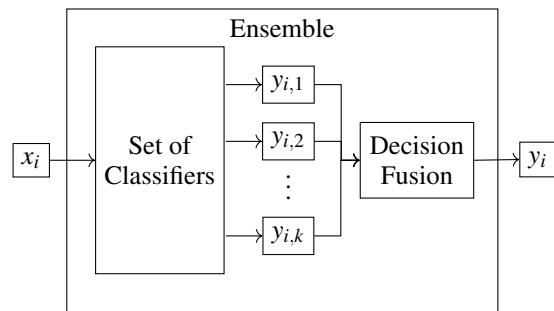 Ensemble
x_i
Set of
Classifiers
y_{i,1}
y_{i,2}
⋮
y_{i,k}
Decision
Fusion
y_i